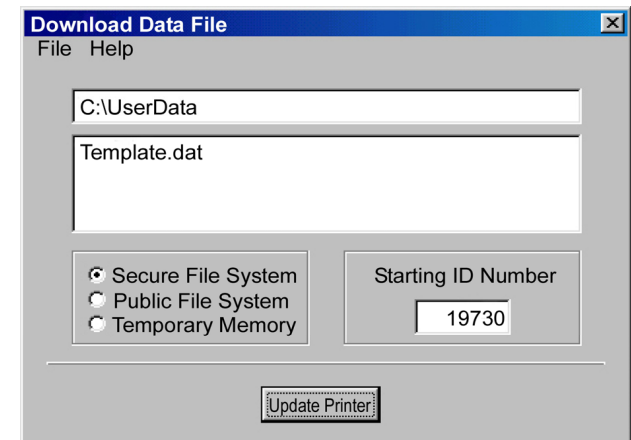 Download Data File
File Help
C:\UserData
Template.dat
Secure File System
Public File System
Temporary Memory
Starting ID Number
19730
Update Printer